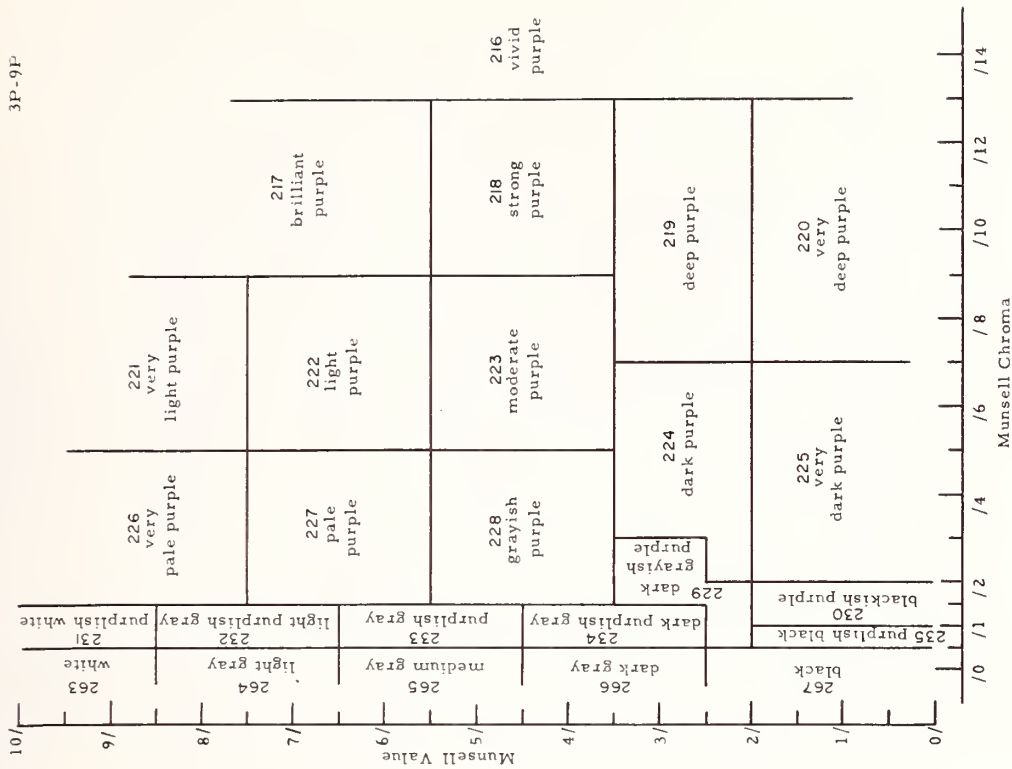 3P-9P
216
vivid
purple
217
brilliant
purple
218
strong
purple
219
deep purple
220
very
deep purple
221
very
light purple
222
light
purple
223
moderate
purple
224
dark purple
225
very
dark purple
226
very
pale purple
227
pale
purple
228
grayish
purple
229
dark
grayish
purple
230
blackish purple
231
purplish white
232
light purplish gray
233
purplish gray
234
dark purplish gray
235 purplish black
263
white
264
light gray
265
medium gray
266
dark gray
267
black
10/
9/
8/
7/
6/
5/
4/
3/
2/
1/
0/
Munsell Value
/0
/1
/2
/4
/6
/8
/10
/12
/14
Munsell Chroma